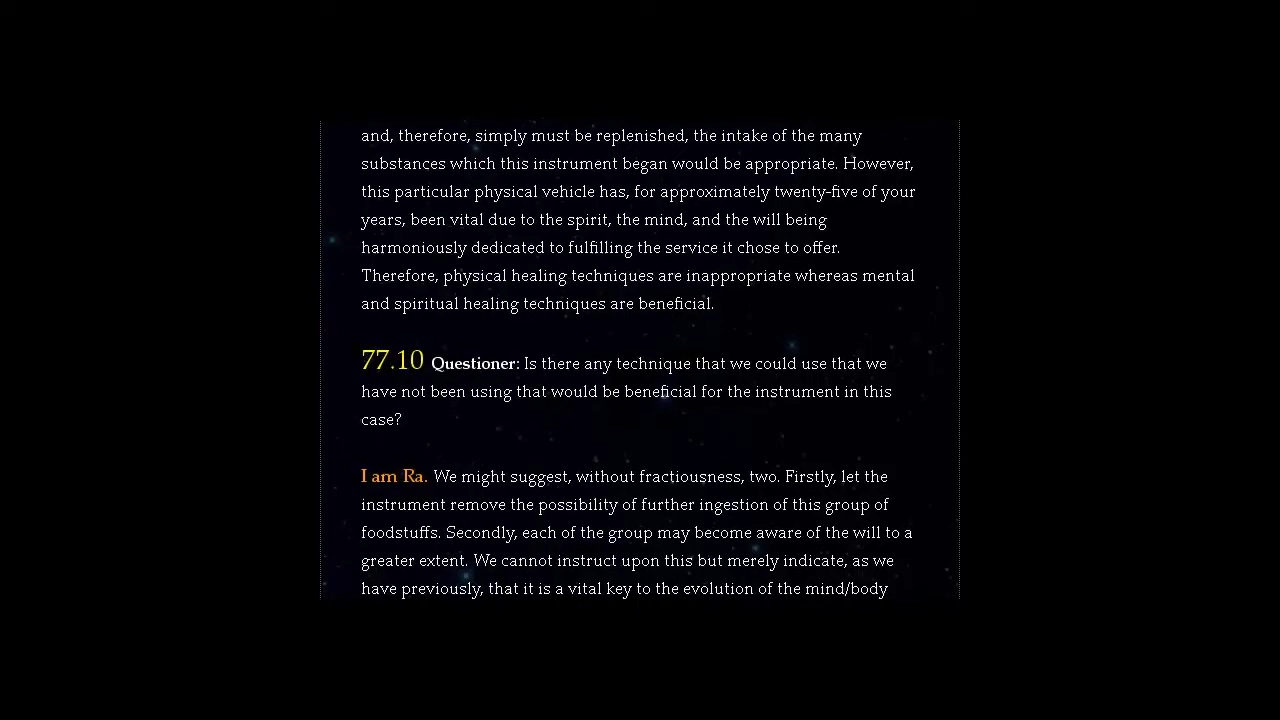 and, therefore, simply must be replenished, the intake of the many
substances which this instrument began would be appropriate. However,
this particular physical vehicle has, for approximately twenty-five of your
years, been vital due to the spirit, the mind, and the will being
harmoniously dedicated to fulfilling the service it chose to offer.
Therefore, physical healing techniques are inappropriate whereas mental
and spiritual healing techniques are beneficial.
77.10 Questioner: Is there any technique that we could use that we
have not been using that would be beneficial for the instrument in this
case?
I am Ra. We might suggest, without fractiousness, two. Firstly, let the
instrument remove the possibility of further ingestion of this group of
foodstuffs. Secondly, each of the group may become aware of the will to a
greater extent. We cannot instruct upon this but merely indicate, as we
have previously, that it is a vital key to the evolution of the mind/body